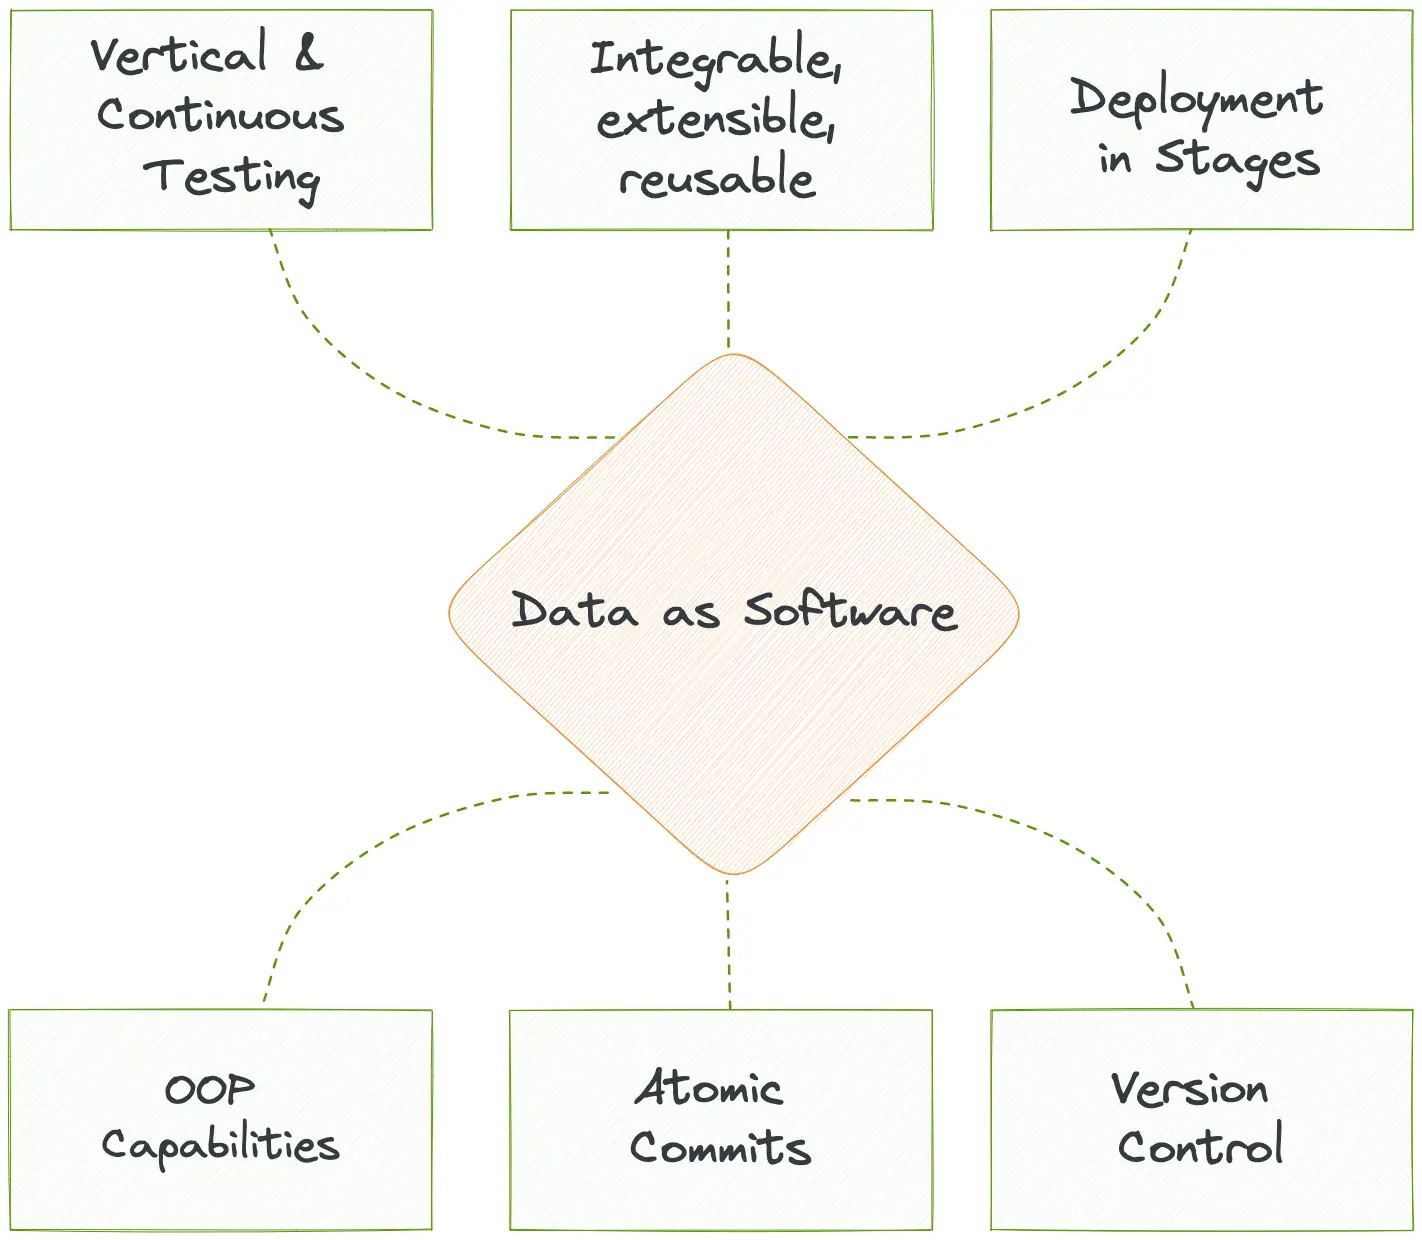 Vertical &
Continuous
Testing
Integrable,
extensible,
reusable
Deployment
in Stages
Data as Software
OOP
Capabilities
Atomic
Commits
Version
Control